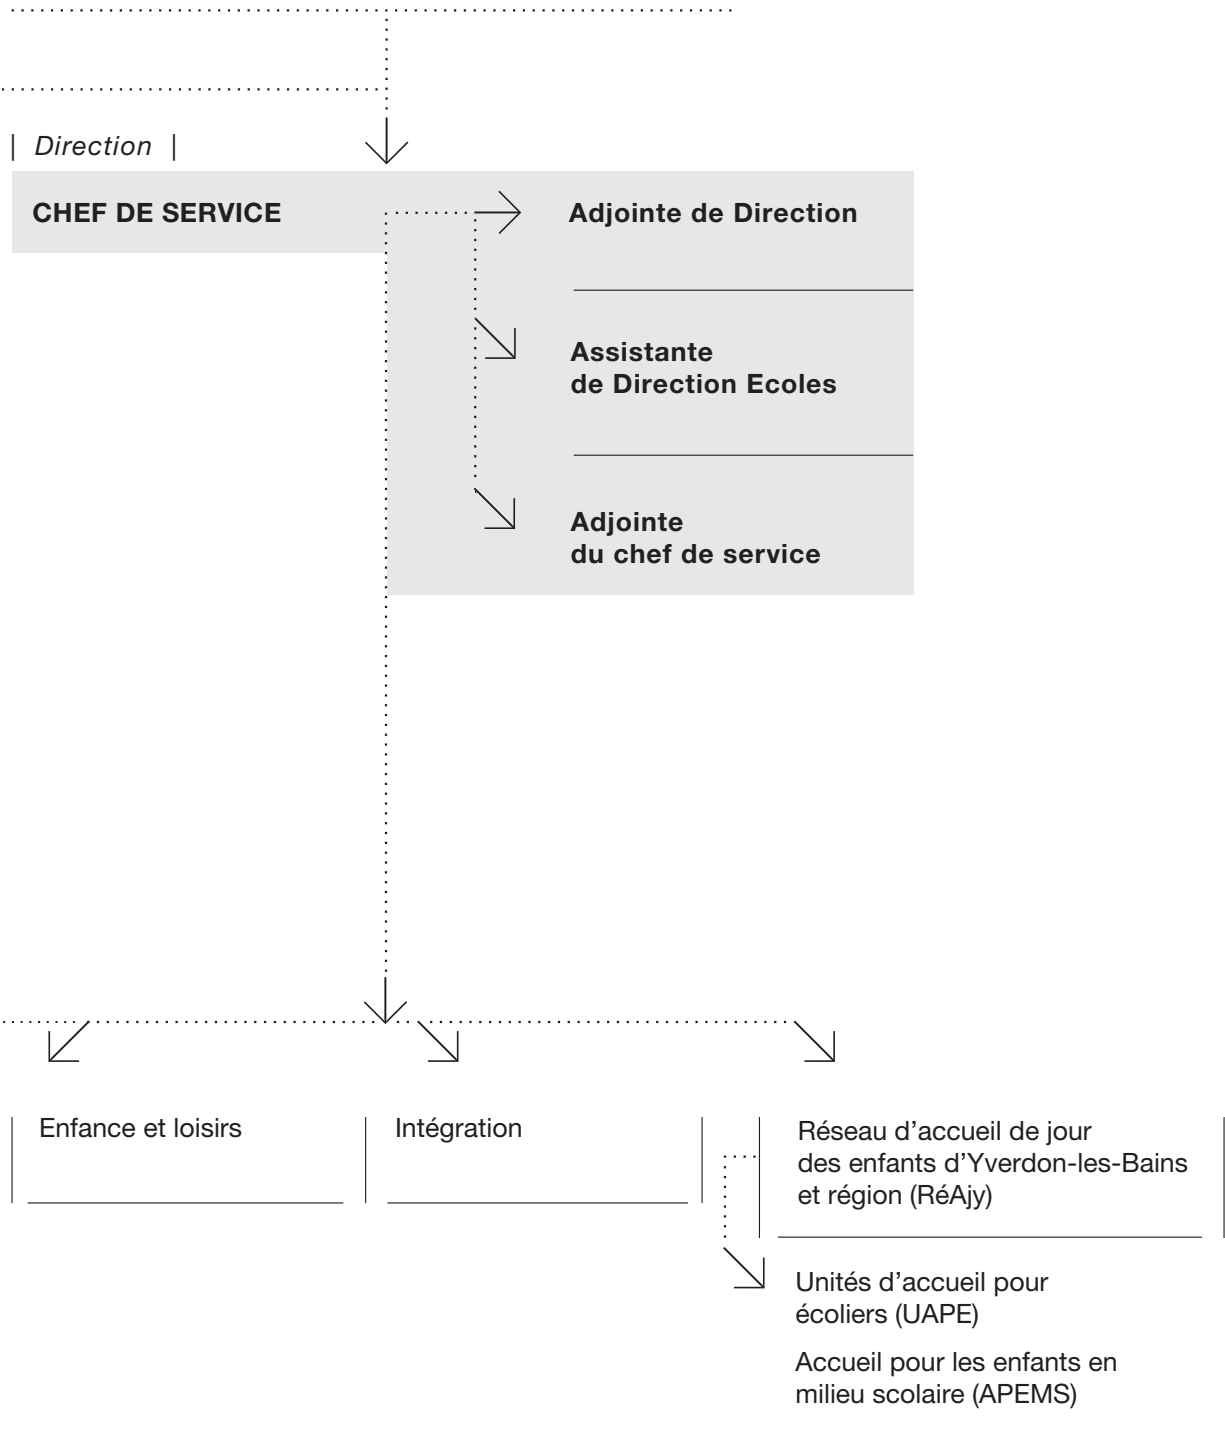 | Direction |
CHEF DE SERVICE
Adjointe de Direction
Assistante
de Direction Ecoles
Adjointe
du chef de service
Enfance et loisirs
Intégration
Réseau d’accueil de jour
des enfants d’Yverdon-les-Bains
et région (RéAjy)
Unités d’accueil pour
écoliers (UAPE)
Accueil pour les enfants en
milieu scolaire (APEMS)